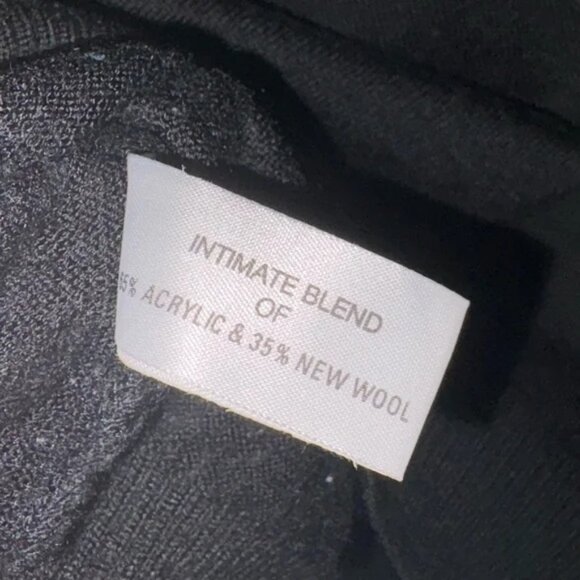 INTIMATE BLEND
OF
5% ACRYLIC & 35% NEW WOOL